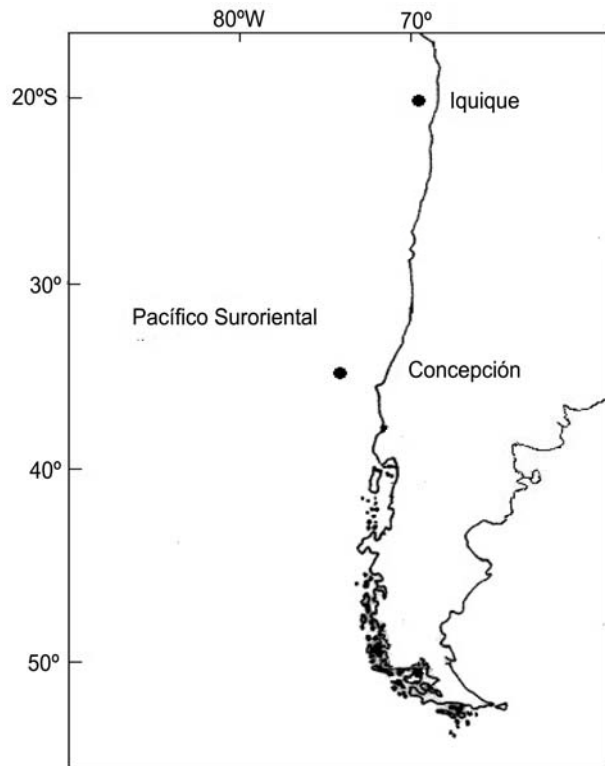 80ºW 70º
20ºS
Iquique
30º
Pacífico Suroriental
Concepción
40º
50º